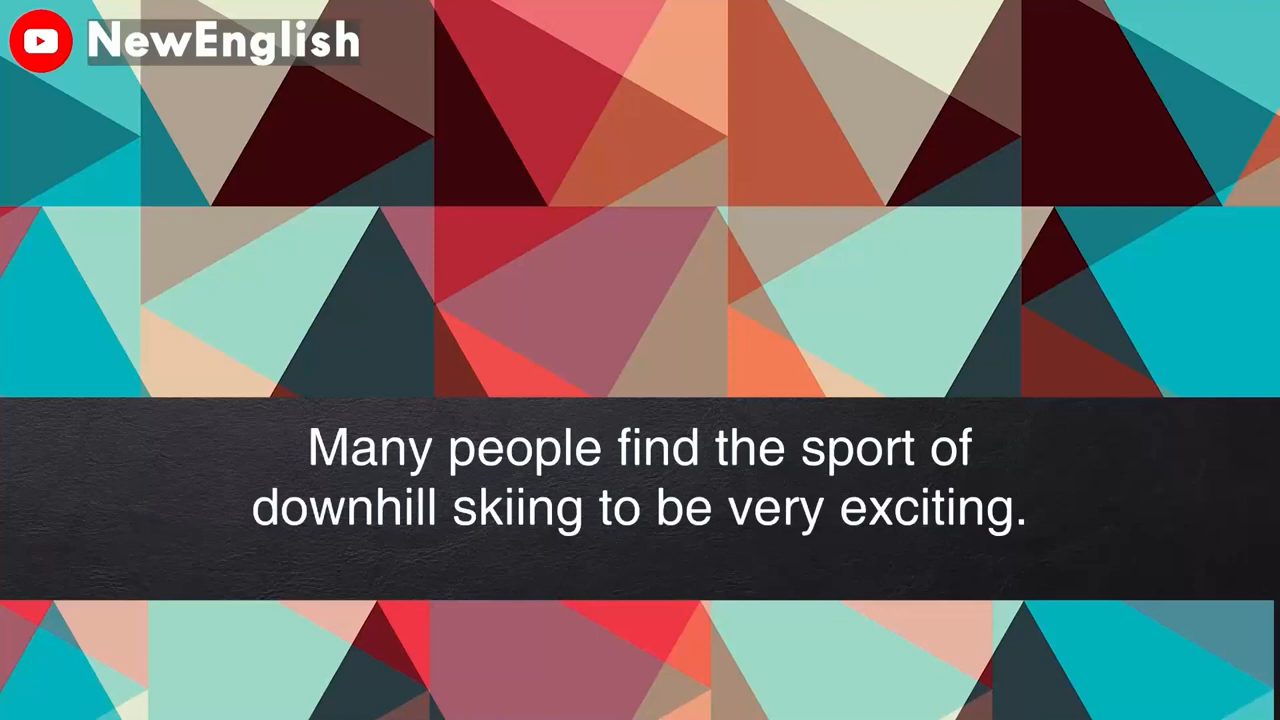 NewEnglish
Many people find the sport of
downhill skiing to be very exciting.